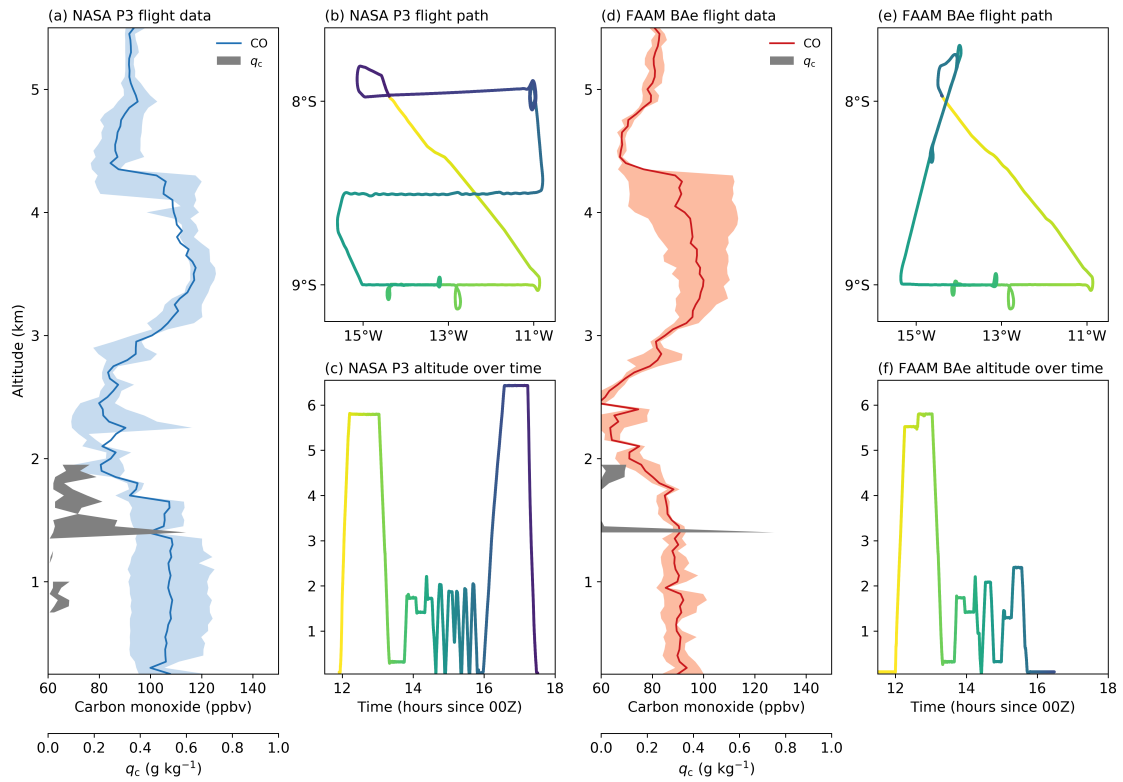 (a) NASA P3 flight data
CO
q_c
5
4
3
2
1
Altitude (km)
60 80 100 120 140
Carbon monoxide (ppbv)
0.0 0.2 0.4 0.6 0.8 1.0
q_c (g kg⁻¹)
(b) NASA P3 flight path
8°S
9°S
15°W 13°W 11°W
(c) NASA P3 altitude over time
6
5
4
3
2
1
12 14 16 18
Time (hours since 00Z)
(d) FAAM BAe flight data
CO
q_c
5
4
3
2
1
60 80 100 120 140
Carbon monoxide (ppbv)
0.0 0.2 0.4 0.6 0.8 1.0
q_c (g kg⁻¹)
(e) FAAM BAe flight path
8°S
9°S
15°W 13°W 11°W
(f) FAAM BAe altitude over time
6
5
4
3
2
1
12 14 16 18
Time (hours since 00Z)